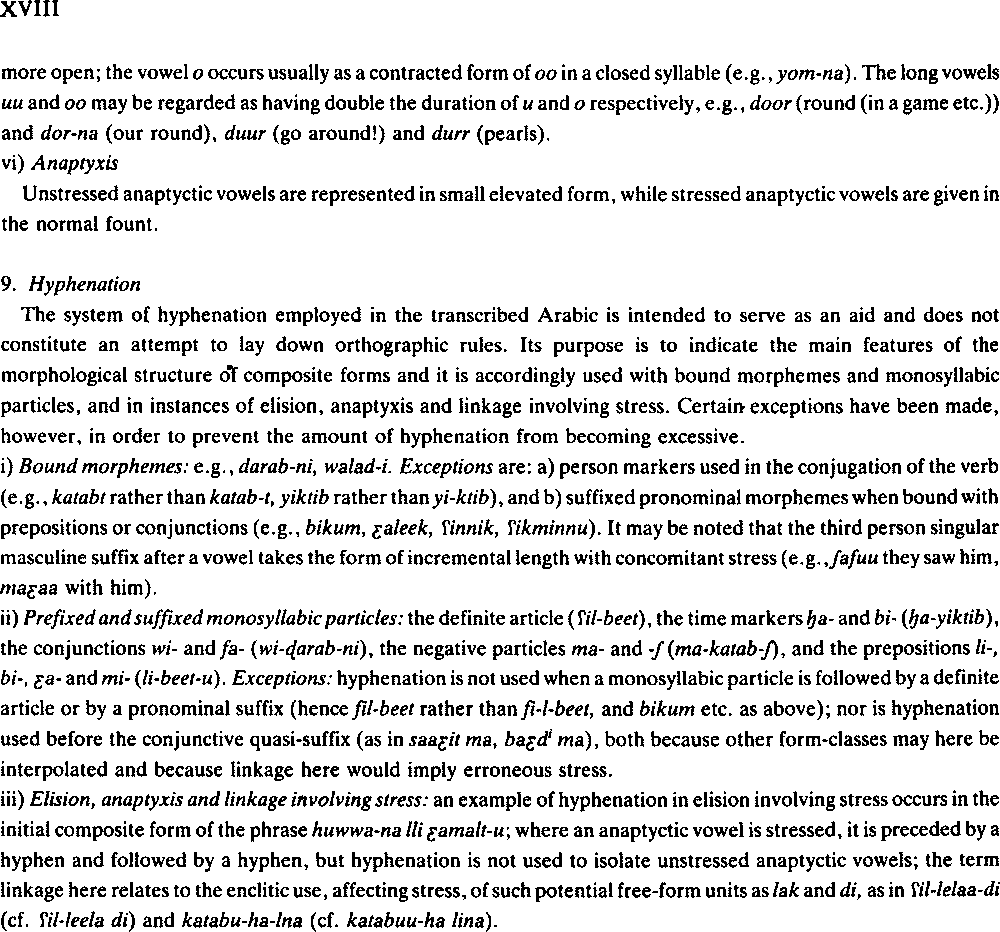 XVIII
more open; the vowel o occurs usually as a contracted form of oo in a closed syllable (e.g., yom-na). The long vowels
uu and oo may be regarded as having double the duration of u and o respectively, e.g., door (round (in a game etc.))
and dor-na (our round), duur (go around!) and durr (pearls).
vi) Anaptyxis
Unstressed anaptyctic vowels are represented in small elevated form, while stressed anaptyctic vowels are given in
the normal fount.
9. Hyphenation
The system of hyphenation employed in the transcribed Arabic is intended to serve as an aid and does not
constitute an attempt to lay down orthographic rules. Its purpose is to indicate the main features of the
morphological structure of composite forms and it is accordingly used with bound morphemes and monosyllabic
particles, and in instances of elision, anaptyxis and linkage involving stress. Certain exceptions have been made,
however, in order to prevent the amount of hyphenation from becoming excessive.
i) Bound morphemes: e.g., darab-ni, walad-i. Exceptions are: a) person markers used in the conjugation of the verb
(e.g., katabt rather than katab-t, yiktib rather than yi-ktib), and b) suffixed pronominal morphemes when bound with
prepositions or conjunctions (e.g., bikum, ƹaleek, ʕinnik, ʕikminnu). It may be noted that the third person singular
masculine suffix after a vowel takes the form of incremental length with concomitant stress (e.g., ʃafuu they saw him,
maƹaa with him).
ii) Prefixed and suffixed monosyllabic particles: the definite article (ʕil-beet), the time markers ḥa- and bi- (ḥa-yiktib),
the conjunctions wi- and fa- (wi-ḍarab-ni), the negative particles ma- and -ʃ (ma-katab-ʃ), and the prepositions li-,
bi-, ƹa- and mi- (li-beet-u). Exceptions: hyphenation is not used when a monosyllabic particle is followed by a definite
article or by a pronominal suffix (hence fil-beet rather than fi-l-beet, and bikum etc. as above); nor is hyphenation
used before the conjunctive quasi-suffix (as in saaƹit ma, baƹdⁱ ma), both because other form-classes may here be
interpolated and because linkage here would imply erroneous stress.
iii) Elision, anaptyxis and linkage involving stress: an example of hyphenation in elision involving stress occurs in the
initial composite form of the phrase huwwa-na lli ƹamalt-u; where an anaptyctic vowel is stressed, it is preceded by a
hyphen and followed by a hyphen, but hyphenation is not used to isolate unstressed anaptyctic vowels; the term
linkage here relates to the enclitic use, affecting stress, of such potential free-form units as lak and di, as in ʕil-lelaa-di
(cf. ʕil-leela di) and katabu-ha-lna (cf. katabuu-ha lina).